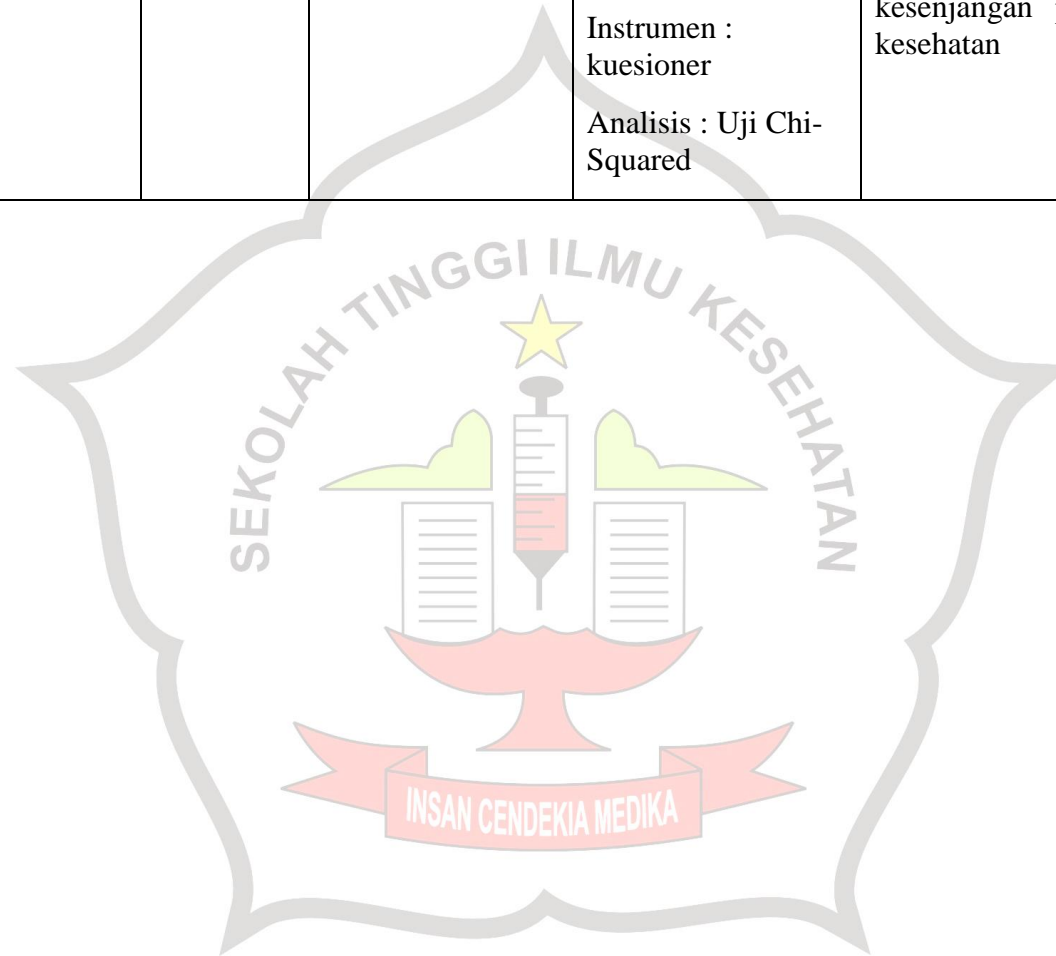 Instrumen :
kuesioner
Analisis : Uji Chi-
Squared
kesenjangan
kesehatan
SEKOLAH TINGGI ILMU KESEHATAN
INSAN CENDEKIA MEDIKA